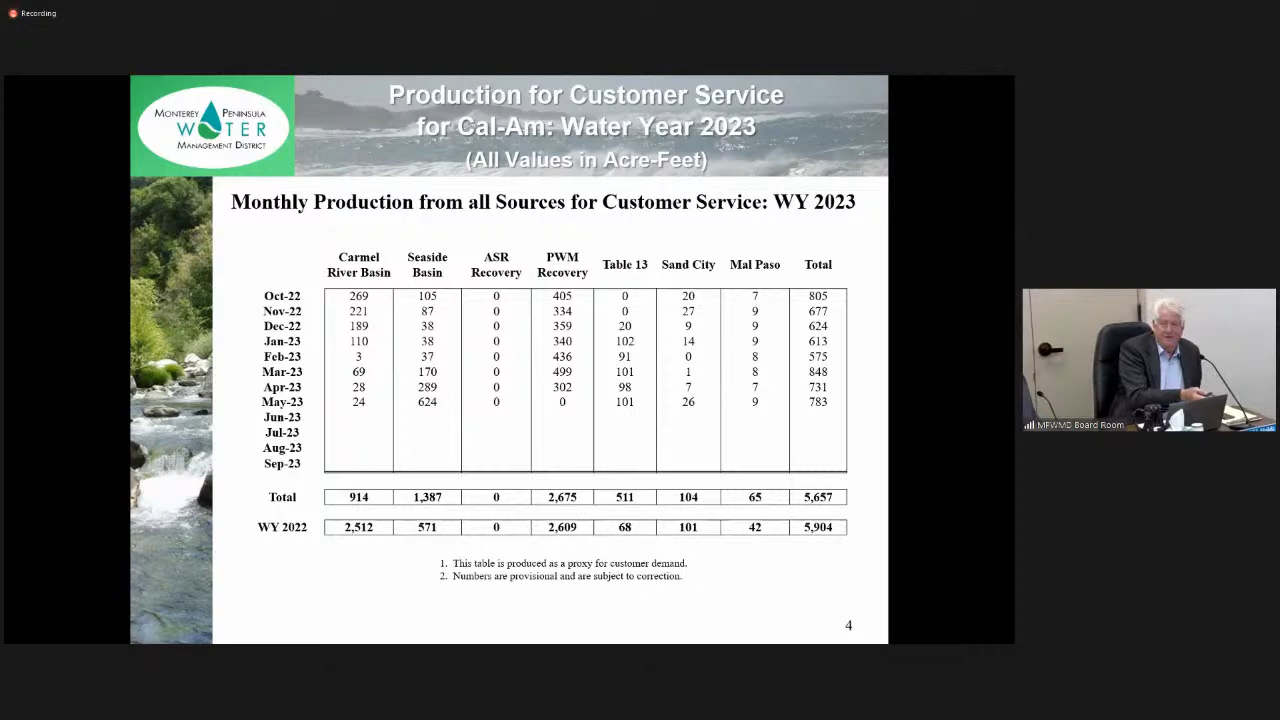 Recording
MONTEREY PENINSULA
WATER
MANAGEMENT DISTRICT
Production for Customer Service
for Cal-Am: Water Year 2023
(All Values in Acre-Feet)
Monthly Production from all Sources for Customer Service: WY 2023
Carmel River Basin Seaside Basin ASR Recovery PWM Recovery Table 13 Sand City Mal Paso Total
Oct-22 269 105 0 405 0 20 7 805
Nov-22 221 87 0 334 0 27 9 677
Dec-22 189 38 0 359 20 9 9 624
Jan-23 110 38 0 340 102 14 9 613
Feb-23 3 37 0 436 91 0 8 575
Mar-23 69 170 0 499 101 1 8 848
Apr-23 28 289 0 302 98 7 7 731
May-23 24 624 0 0 101 26 9 783
Jun-23
Jul-23
Aug-23
Sep-23
Total 914 1,387 0 2,675 511 104 65 5,657
WY 2022 2,512 571 0 2,609 68 101 42 5,904
1. This table is produced as a proxy for customer demand.
2. Numbers are provisional and are subject to correction.
4
MPWMD Board Room